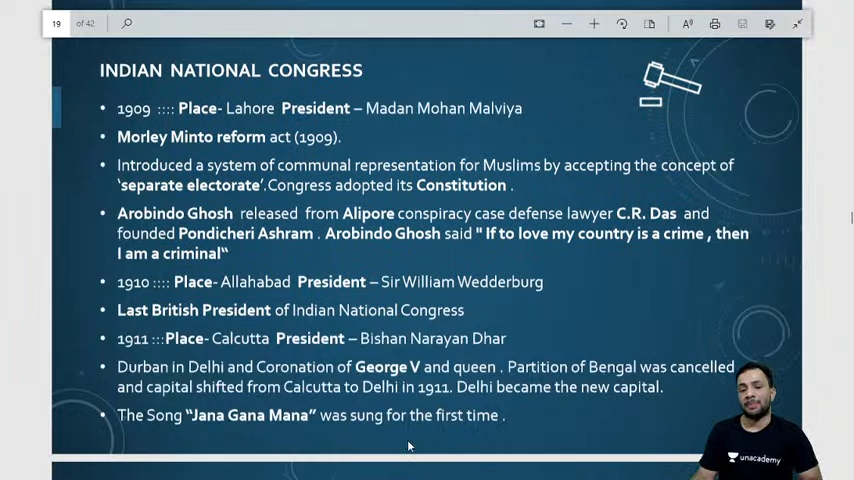 19 of 42
INDIAN NATIONAL CONGRESS
• 1909 :::: Place- Lahore President – Madan Mohan Malviya
• Morley Minto reform act (1909).
• Introduced a system of communal representation for Muslims by accepting the concept of
'separate electorate'.Congress adopted its Constitution .
• Arobindo Ghosh released from Alipore conspiracy case defense lawyer C.R. Das and
founded Pondicheri Ashram . Arobindo Ghosh said " If to love my country is a crime , then
I am a criminal"
• 1910 :::: Place- Allahabad President – Sir William Wedderburg
• Last British President of Indian National Congress
• 1911 :::Place- Calcutta President – Bishan Narayan Dhar
• Durban in Delhi and Coronation of George V and queen . Partition of Bengal was cancelled
and capital shifted from Calcutta to Delhi in 1911. Delhi became the new capital.
• The Song "Jana Gana Mana" was sung for the first time .
unacademy